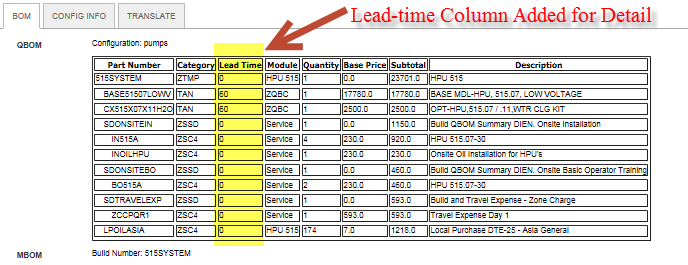 BOM CONFIG INFO TRANSLATE
Lead-time Column Added for Detail
QBOM Configuration: pumps
Part Number Category Lead Time Module Quantity Base Price Subtotal Description
515SYSTEM ZTMP 0 HPU 515 1 0.0 23701.0 HPU 515
BASE51507LOWV TAN 60 ZQBC 1 17780.0 17780.0 BASE MDL-HPU, 515.07, LOW VOLTAGE
CX515X07X11H2O TAN 60 ZQBC 1 2500.0 2500.0 OPT-HPU,515.07 / .11,WTR CLG KIT
SDONSITEIN ZSSD 0 Service 1 0.0 1150.0 Build QBOM Summary DIEN. Onsite Installation
IN515A ZSC4 0 Service 4 230.0 920.0 HPU 515.07-30
INOILHPU ZSC4 0 Service 1 230.0 230.0 Onsite Oil Installation for HPU's
SDONSITEBO ZSSD 0 Service 1 0.0 460.0 Build QBOM Summary DIEN. Onsite Basic Operator Training
BO515A ZSC4 0 Service 2 230.0 460.0 HPU 515.07-30
SDTRAVELEXP ZSSD 0 Service 1 0.0 593.0 Build and Travel Expense - Zone Charge
ZCCPQR1 ZSC4 0 Service 1 593.0 593.0 Travel Expense Day 1
LPOILASIA ZSC4 0 HPU 515 174 7.0 1218.0 Local Purchase DTE-25 - Asia General
MBOM Build Number: 515SYSTEM